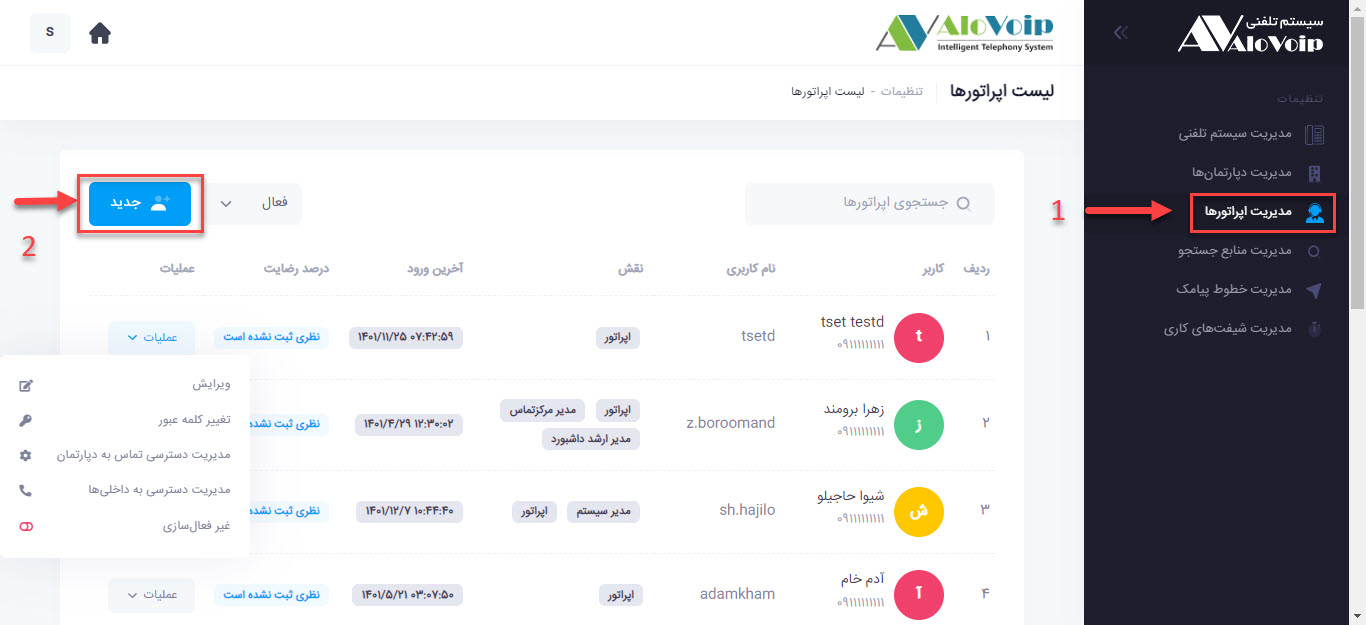 سیستم تلفنی
AloVoip
تنظیمات
مدیریت سیستم تلفنی
مدیریت دپارتمان‌ها
مدیریت اپراتورها
مدیریت منابع جستجو
مدیریت خطوط پیامک
مدیریت شیفت‌های کاری
1
AloVoip
Intelligent Telephony System
S
لیست اپراتورها
تنظیمات - لیست اپراتورها
جستجوی اپراتورها
فعال
جدید
2
ردیف کاربر نام کاربری نقش آخرین ورود درصد رضایت عملیات
۱ t tset testd tsetd اپراتور ۱۴۰۱/۱۱/۲۵ ۰۷:۴۲:۵۹ نظری ثبت نشده است عملیات
۰۹۱۱۱۱۱۱۱۱۱
ویرایش
تغییر کلمه عبور
مدیریت دسترسی تماس به دپارتمان
مدیریت دسترسی به داخلی‌ها
غیر فعال‌سازی
۲ ز زهرا برومند z.boroomand اپراتور مدیر مرکزتماس ۱۴۰۱/۴/۲۹ ۱۲:۳۰:۰۲ نظری ثبت نشده
۰۹۱۱۱۱۱۱۱۱۱ مدیر ارشد داشبورد
۳ ش شیوا حاجیلو sh.hajilo مدیر سیستم اپراتور ۱۴۰۱/۱۲/۷ ۱۰:۴۴:۴۰ نظری ثبت نشده
۰۹۱۱۱۱۱۱۱۱۱
۴ آ آدم خام adamkham اپراتور ۱۴۰۱/۵/۲۱ ۰۳:۰۷:۵۰ نظری ثبت نشده است عملیات
۰۹۱۱۱۱۱۱۱۱۱